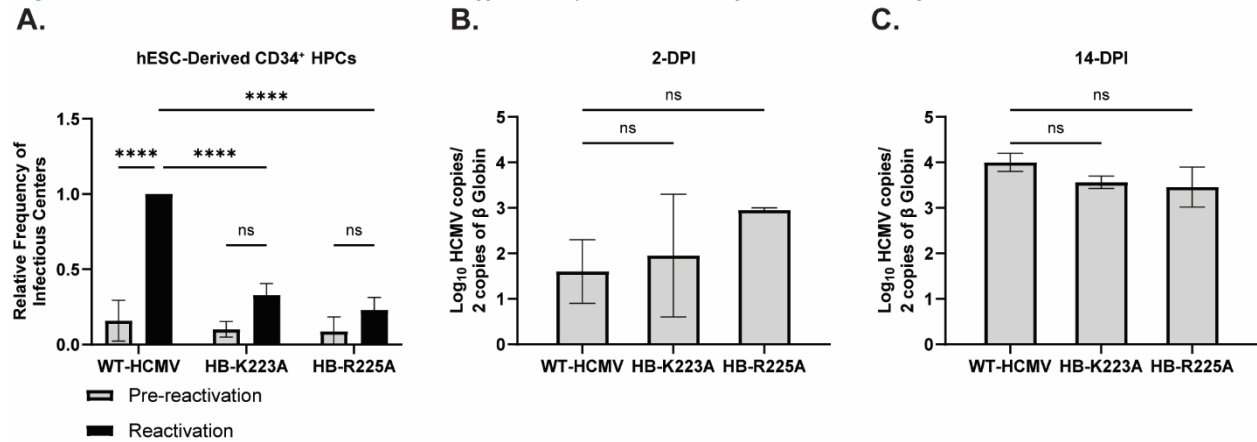 A.
hESC-Derived CD34⁺ HPCs
****
**** ****
ns ns
Relative Frequency of
Infectious Centers
1.5
1.0
0.5
0.0
WT-HCMV HB-K223A HB-R225A
Pre-reactivation
Reactivation
B.
2-DPI
ns
ns
Log₁₀ HCMV copies/
2 copies of β Globin
5
4
3
2
1
0
WT-HCMV HB-K223A HB-R225A
C.
14-DPI
ns
ns
Log₁₀ HCMV copies/
2 copies of β Globin
5
4
3
2
1
0
WT-HCMV HB-K223A HB-R225A